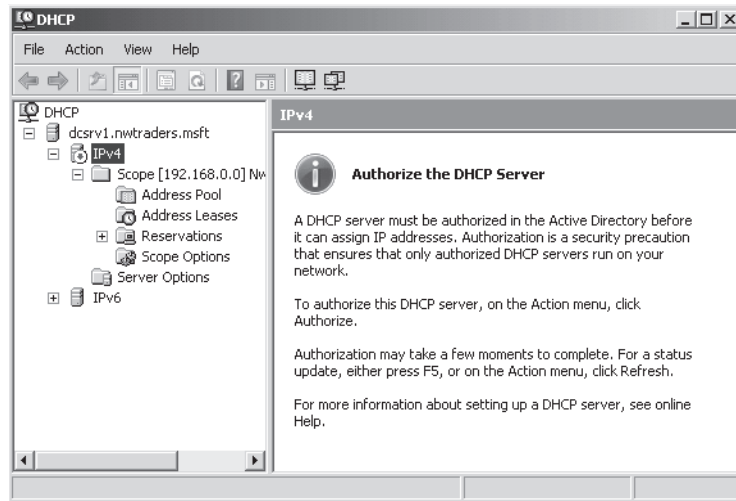 DHCP
File Action View Help
DHCP
dcsrv1.nwtraders.msft
IPv4
Scope [192.168.0.0] Nw
Address Pool
Address Leases
Reservations
Scope Options
Server Options
IPv6
IPv4
Authorize the DHCP Server
A DHCP server must be authorized in the Active Directory before
it can assign IP addresses. Authorization is a security precaution
that ensures that only authorized DHCP servers run on your
network.
To authorize this DHCP server, on the Action menu, click
Authorize.
Authorization may take a few moments to complete. For a status
update, either press F5, or on the Action menu, click Refresh.
For more information about setting up a DHCP server, see online
Help.